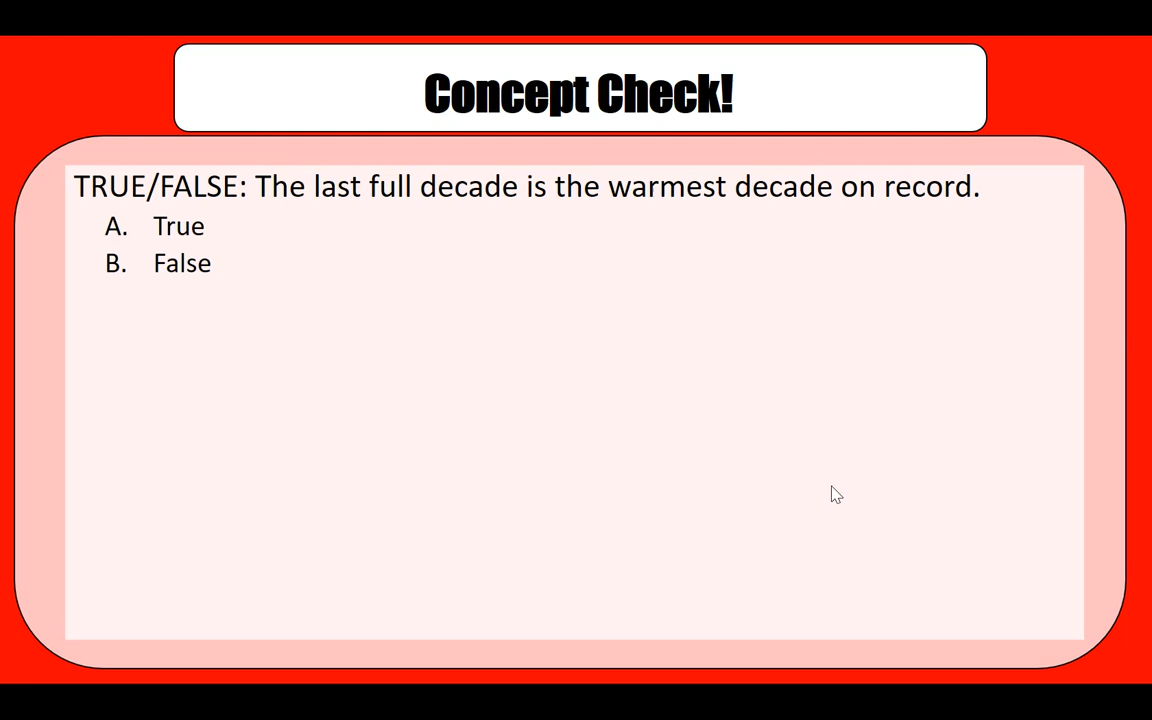 Concept Check!
TRUE/FALSE: The last full decade is the warmest decade on record.
A. True
B. False